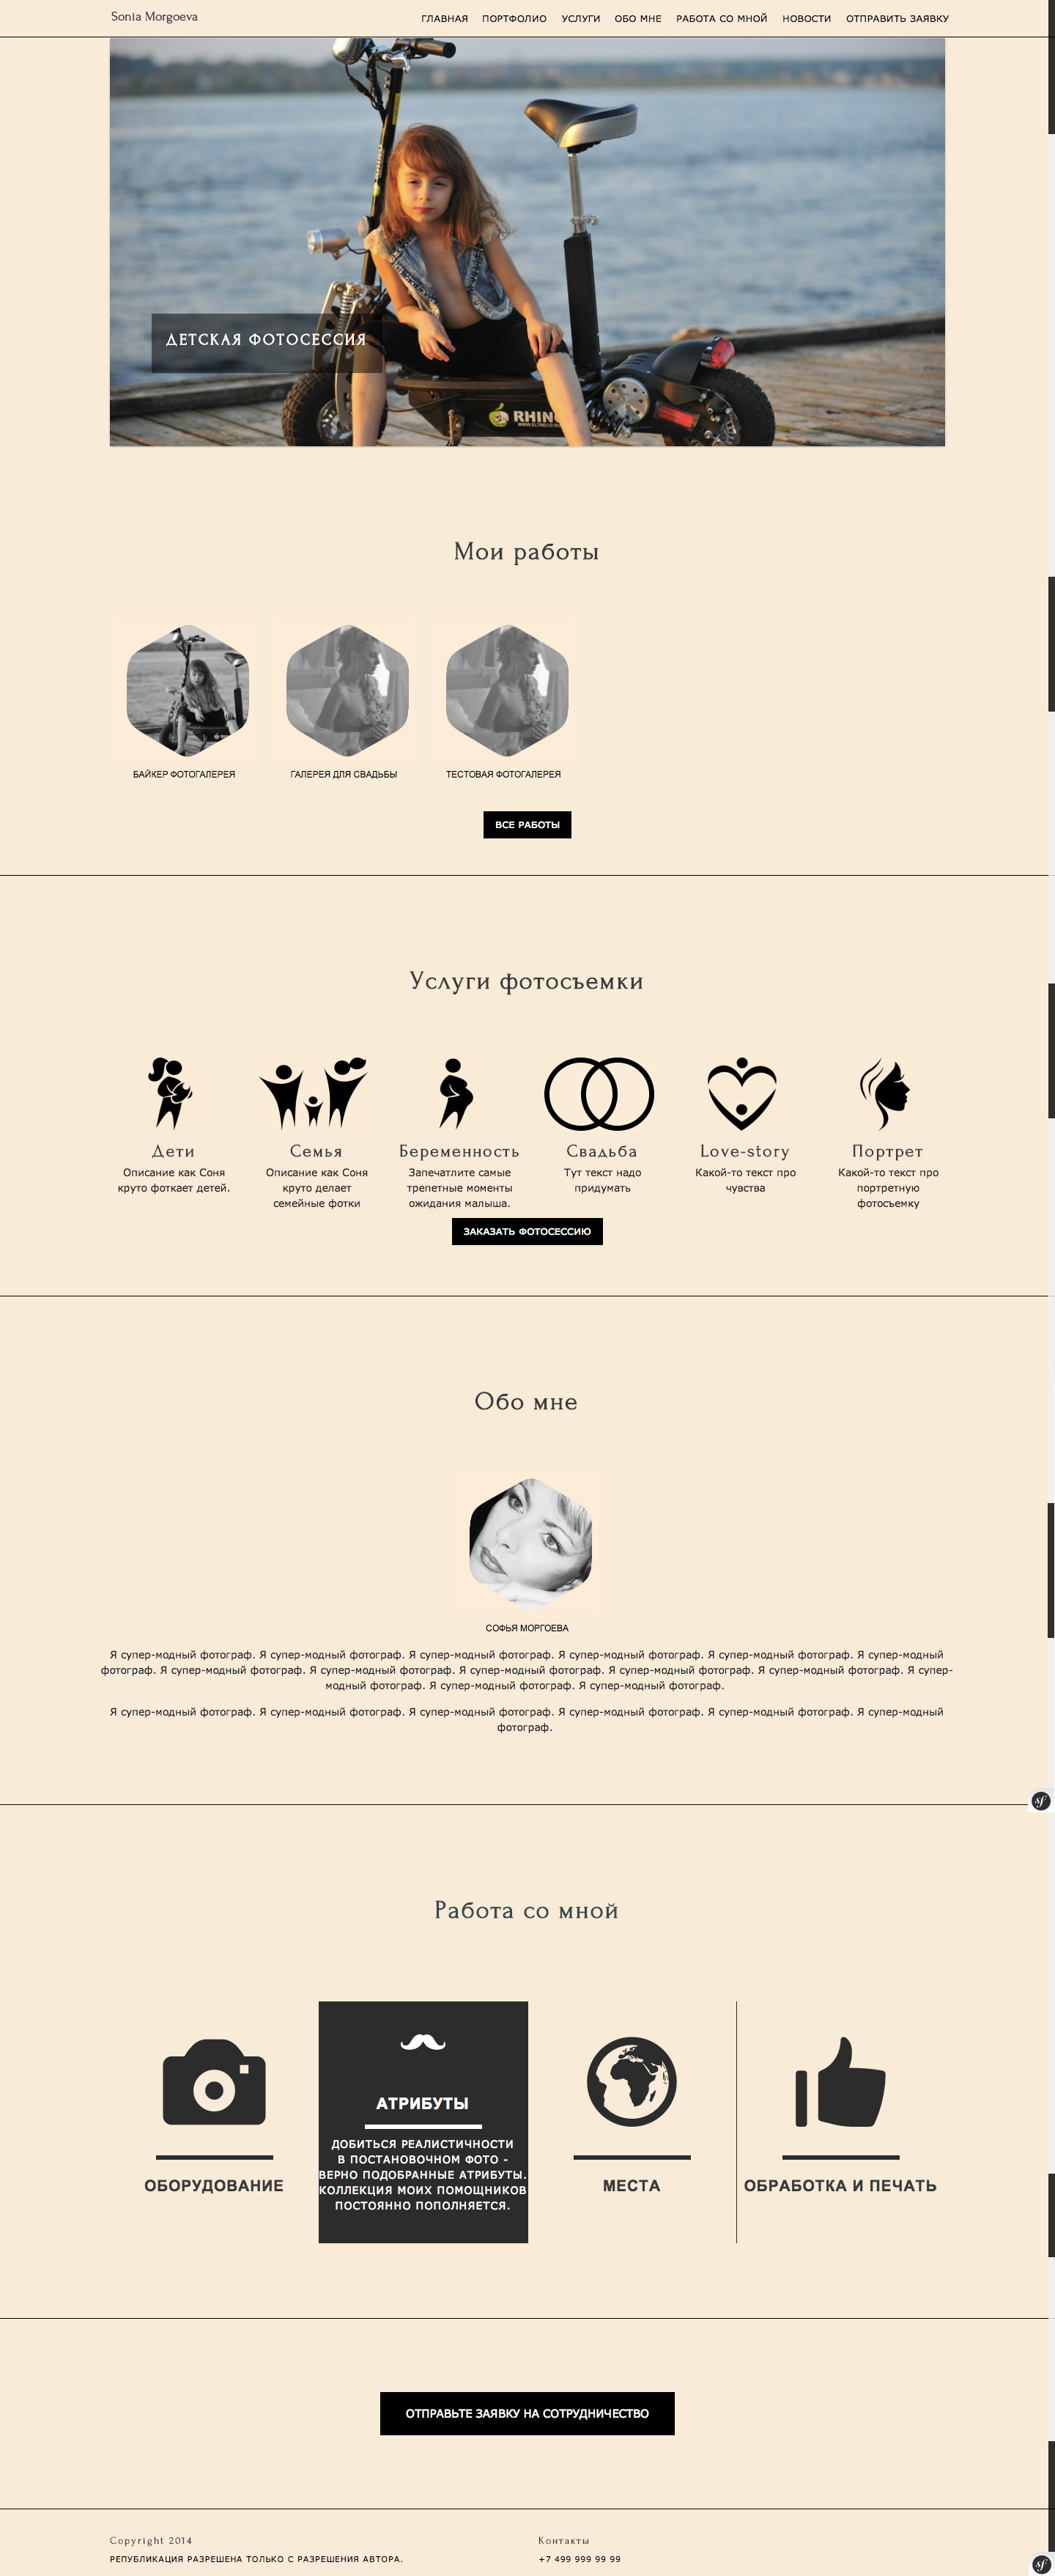 Sonia Morgoeva
ГЛАВНАЯ ПОРТФОЛИО УСЛУГИ ОБО МНЕ РАБОТА СО МНОЙ НОВОСТИ ОТПРАВИТЬ ЗАЯВКУ
ДЕТСКАЯ ФОТОСЕССИЯ
RHINO
WWW.ELTRECO.RU
Мои работы
БАЙКЕР ФОТОГАЛЕРЕЯ
ГАЛЕРЕЯ ДЛЯ СВАДЬБЫ
ТЕСТОВАЯ ФОТОГАЛЕРЕЯ
ВСЕ РАБОТЫ
Услуги фотосъемки
Дети
Описание как Соня
круто фоткает детей.
Семья
Описание как Соня
круто делает
семейные фотки
Беременность
Запечатлите самые
трепетные моменты
ожидания малыша.
Свадьба
Тут текст надо
придумать
Love-story
Какой-то текст про
чувства
Портрет
Какой-то текст про
портретную
фотосъемку
ЗАКАЗАТЬ ФОТОСЕССИЮ
Обо мне
СОФЬЯ МОРГОЕВА
Я супер-модный фотограф. Я супер-модный фотограф. Я супер-модный фотограф. Я супер-модный фотограф. Я супер-модный фотограф. Я супер-модный
фотограф. Я супер-модный фотограф. Я супер-модный фотограф. Я супер-модный фотограф. Я супер-модный фотограф. Я супер-модный фотограф. Я супер-
модный фотограф. Я супер-модный фотограф. Я супер-модный фотограф.
Я супер-модный фотограф. Я супер-модный фотограф. Я супер-модный фотограф. Я супер-модный фотограф. Я супер-модный фотограф. Я супер-модный
фотограф.
sf
Работа со мной
ОБОРУДОВАНИЕ
АТРИБУТЫ
ДОБИТЬСЯ РЕАЛИСТИЧНОСТИ
В ПОСТАНОВОЧНОМ ФОТО -
ВЕРНО ПОДОБРАННЫЕ АТРИБУТЫ.
КОЛЛЕКЦИЯ МОИХ ПОМОЩНИКОВ
ПОСТОЯННО ПОПОЛНЯЕТСЯ.
МЕСТА
ОБРАБОТКА И ПЕЧАТЬ
ОТПРАВЬТЕ ЗАЯВКУ НА СОТРУДНИЧЕСТВО
Copyright 2014
РЕПУБЛИКАЦИЯ РАЗРЕШЕНА ТОЛЬКО С РАЗРЕШЕНИЯ АВТОРА.
Контакты
+7 499 999 99 99
sf